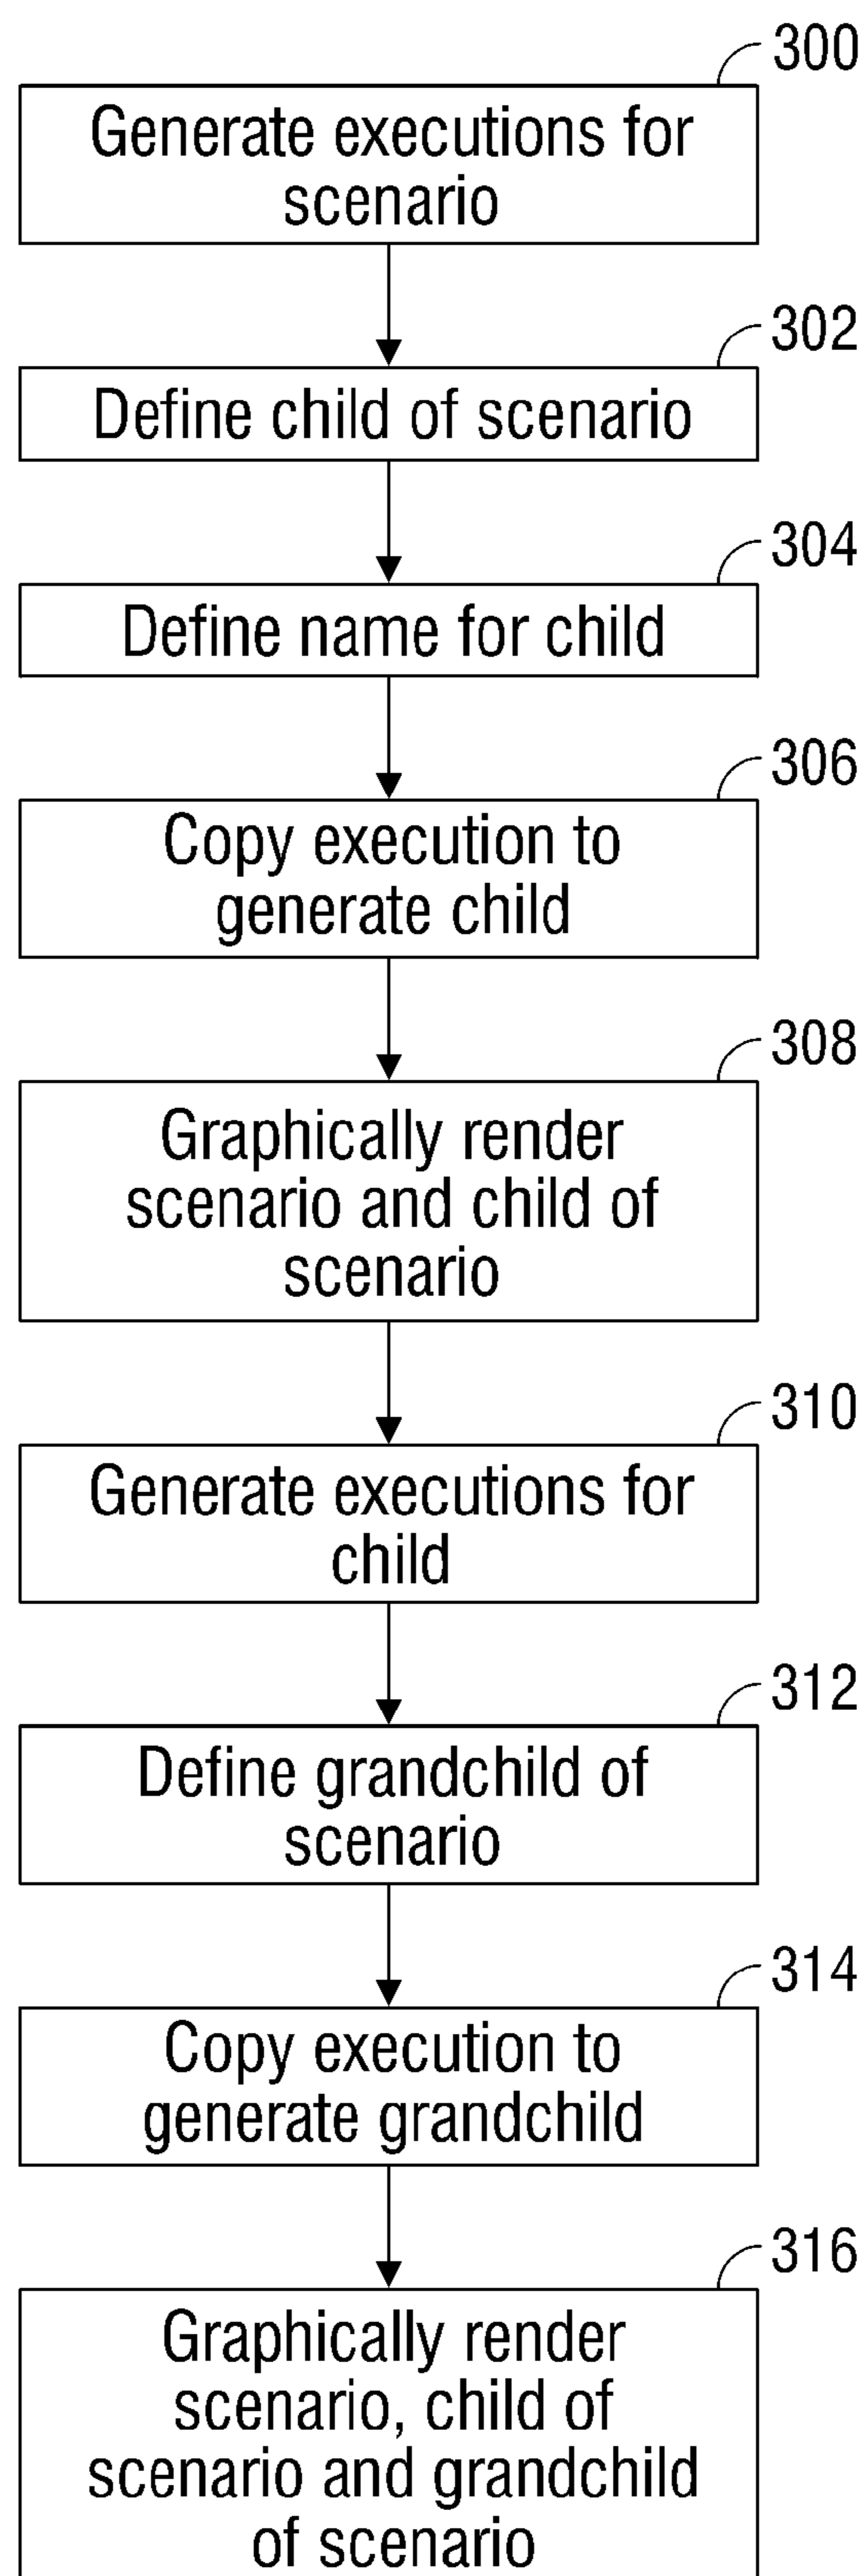 300
Generate executions for
scenario
302
Define child of scenario
304
Define name for child
306
Copy execution to
generate child
308
Graphically render
scenario and child of
scenario
310
Generate executions for
child
312
Define grandchild of
scenario
314
Copy execution to
generate grandchild
316
Graphically render
scenario, child of
scenario and grandchild
of scenario